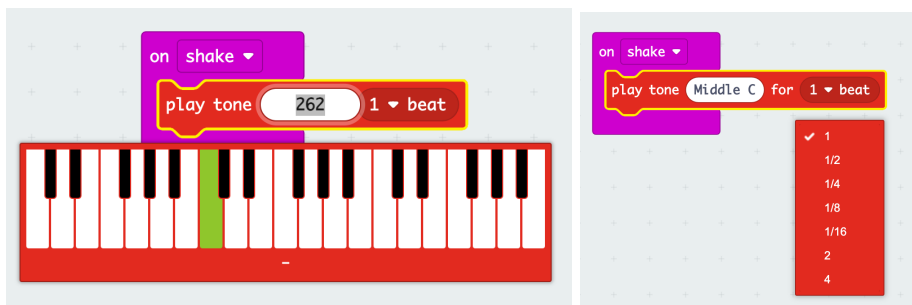 on shake
play tone 262 1 beat
-
on shake
play tone Middle C for 1 beat
1
1/2
1/4
1/8
1/16
2
4